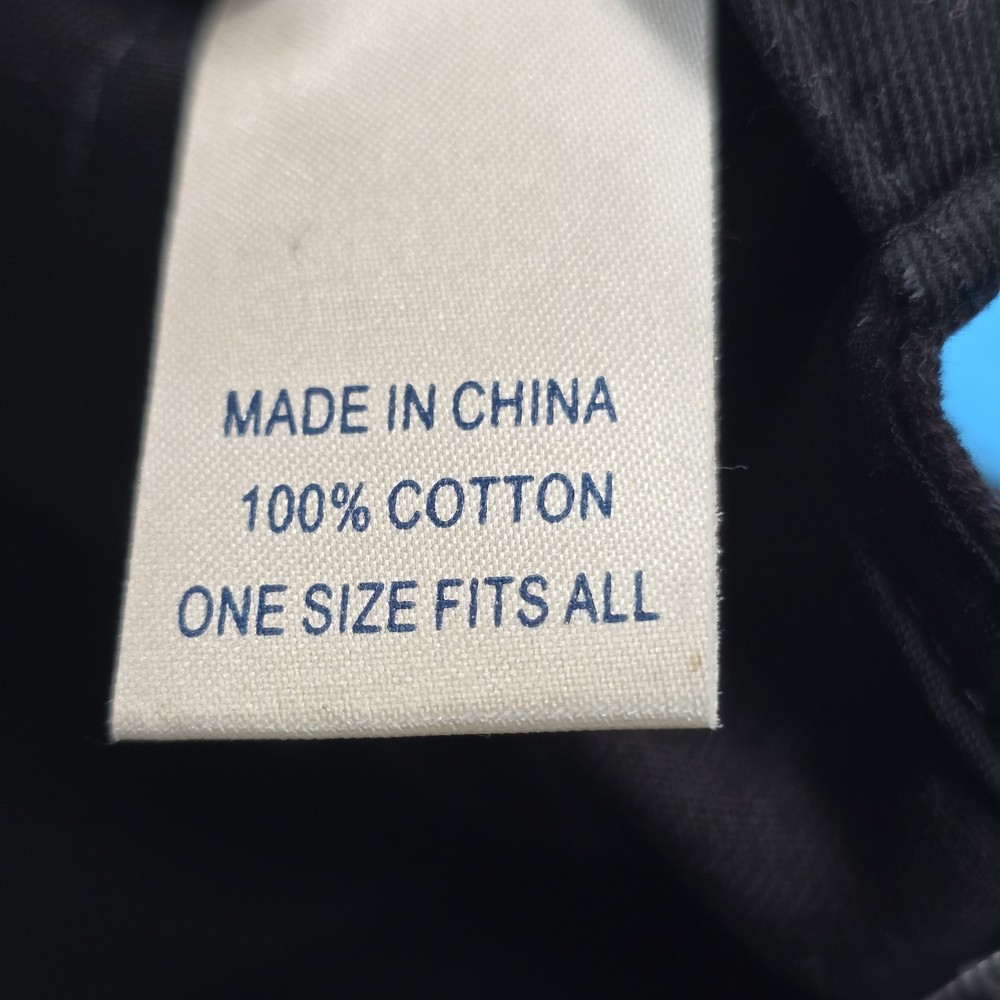 MADE IN CHINA
100% COTTON
ONE SIZE FITS ALL